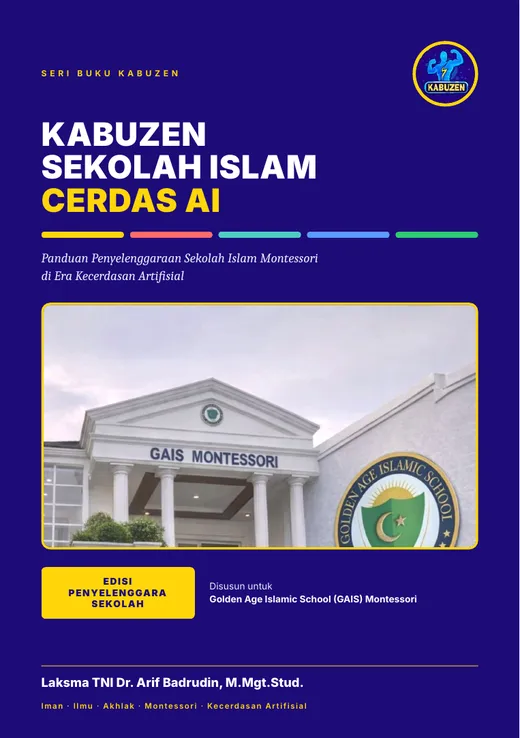 SERI BUKU KABUZEN
7
KABUZEN
KABUZEN
SEKOLAH ISLAM
CERDAS AI
Panduan Penyelenggaraan Sekolah Islam Montessori
di Era Kecerdasan Artifisial
GAIS MONTESSORI
GOLDEN AGE ISLAMIC SCHOOL
EDISI
PENYELENGGARA
SEKOLAH
Disusun untuk
Golden Age Islamic School (GAIS) Montessori
Laksma TNI Dr. Arif Badrudin, M.Mgt.Stud.
Iman · Ilmu · Akhlak · Montessori · Kecerdasan Artifisial